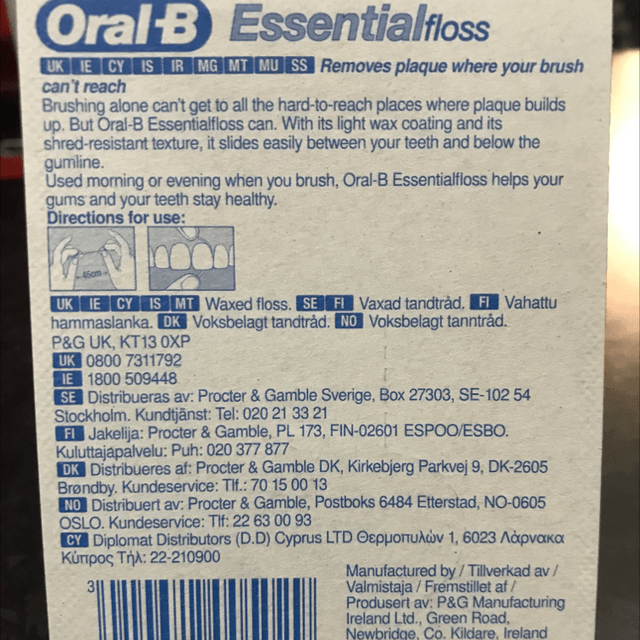 Oral-B Essentialfloss
UK IE CY IS IR MG MT MU SS Removes plaque where your brush
can't reach
Brushing alone can't get to all the hard-to-reach places where plaque builds
up. But Oral-B Essentialfloss can. With its light wax coating and its
shred-resistant texture, it slides easily between your teeth and below the
gumline.
Used morning or evening when you brush, Oral-B Essentialfloss helps your
gums and your teeth stay healthy.
Directions for use:
45cm
UK IE CY IS MT Waxed floss. SE FI Vaxad tandtråd. FI Vahattu
hammaslanka. DK Voksbelagt tandtråd. NO Voksbelagt tanntråd.
P&G UK, KT13 0XP
UK 0800 7311792
IE 1800 509448
SE Distribueras av: Procter & Gamble Sverige, Box 27303, SE-102 54
Stockholm. Kundtjänst: Tel: 020 21 33 21
FI Jakelija: Procter & Gamble, PL 173, FIN-02601 ESPOO/ESBO.
Kuluttajapalvelu: Puh: 020 377 877
DK Distribueres af: Procter & Gamble DK, Kirkebjerg Parkvej 9, DK-2605
Brøndby. Kundeservice: Tlf.: 70 15 00 13
NO Distribuert av: Procter & Gamble, Postboks 6484 Etterstad, NO-0605
OSLO. Kundeservice: Tlf: 22 63 00 93
CY Diplomat Distributors (D.D) Cyprus LTD Θερμοπυλών 1, 6023 Λάρνακα
Κύπρος Τήλ: 22-210900
3
Manufactured by / Tillverkad av /
Valmistaja / Fremstillet af /
Produsert av: P&G Manufacturing
Ireland Ltd., Green Road,
Newbridge, Co. Kildare, Ireland